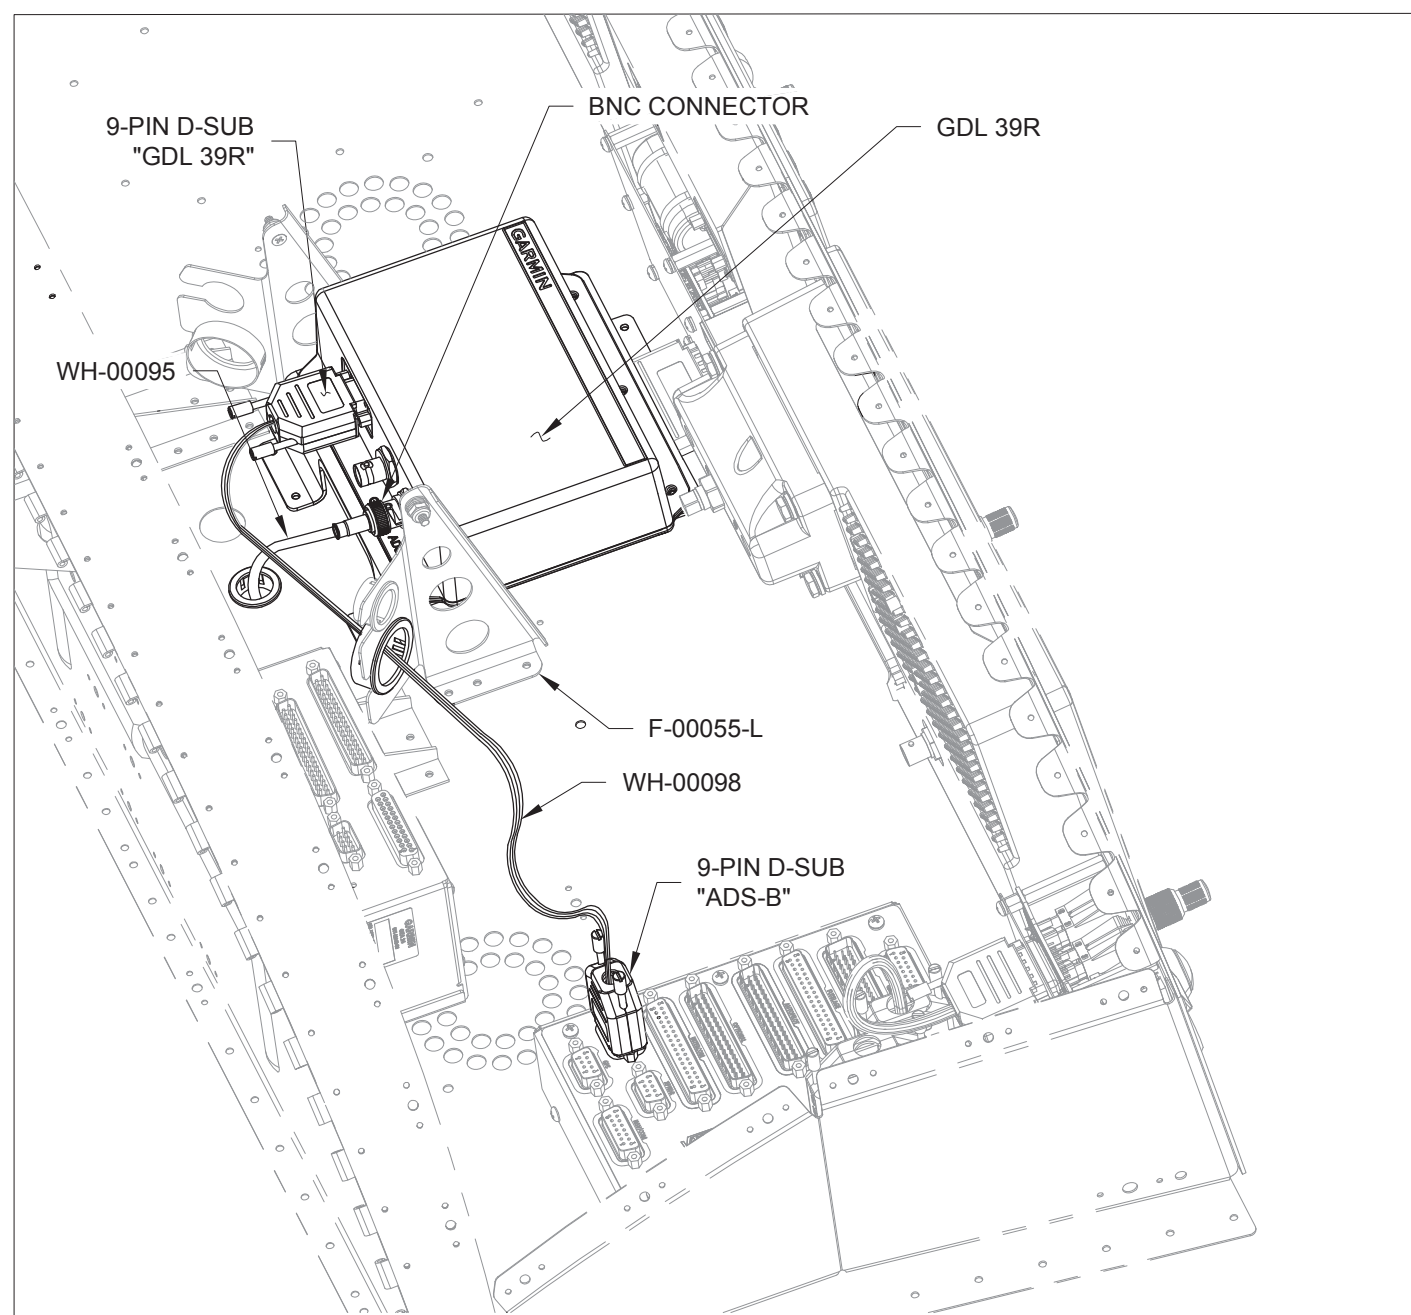 BNC CONNECTOR
9-PIN D-SUB
"GDL 39R"
GDL 39R
GARMIN
WH-00095
F-00055-L
WH-00098
9-PIN D-SUB
"ADS-B"